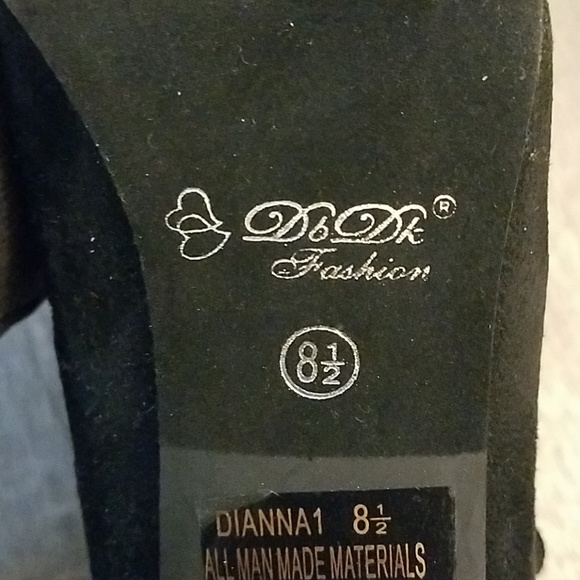 DbDk®
Fashion
8½
DIANNA1 8½
ALL MAN MADE MATERIALS